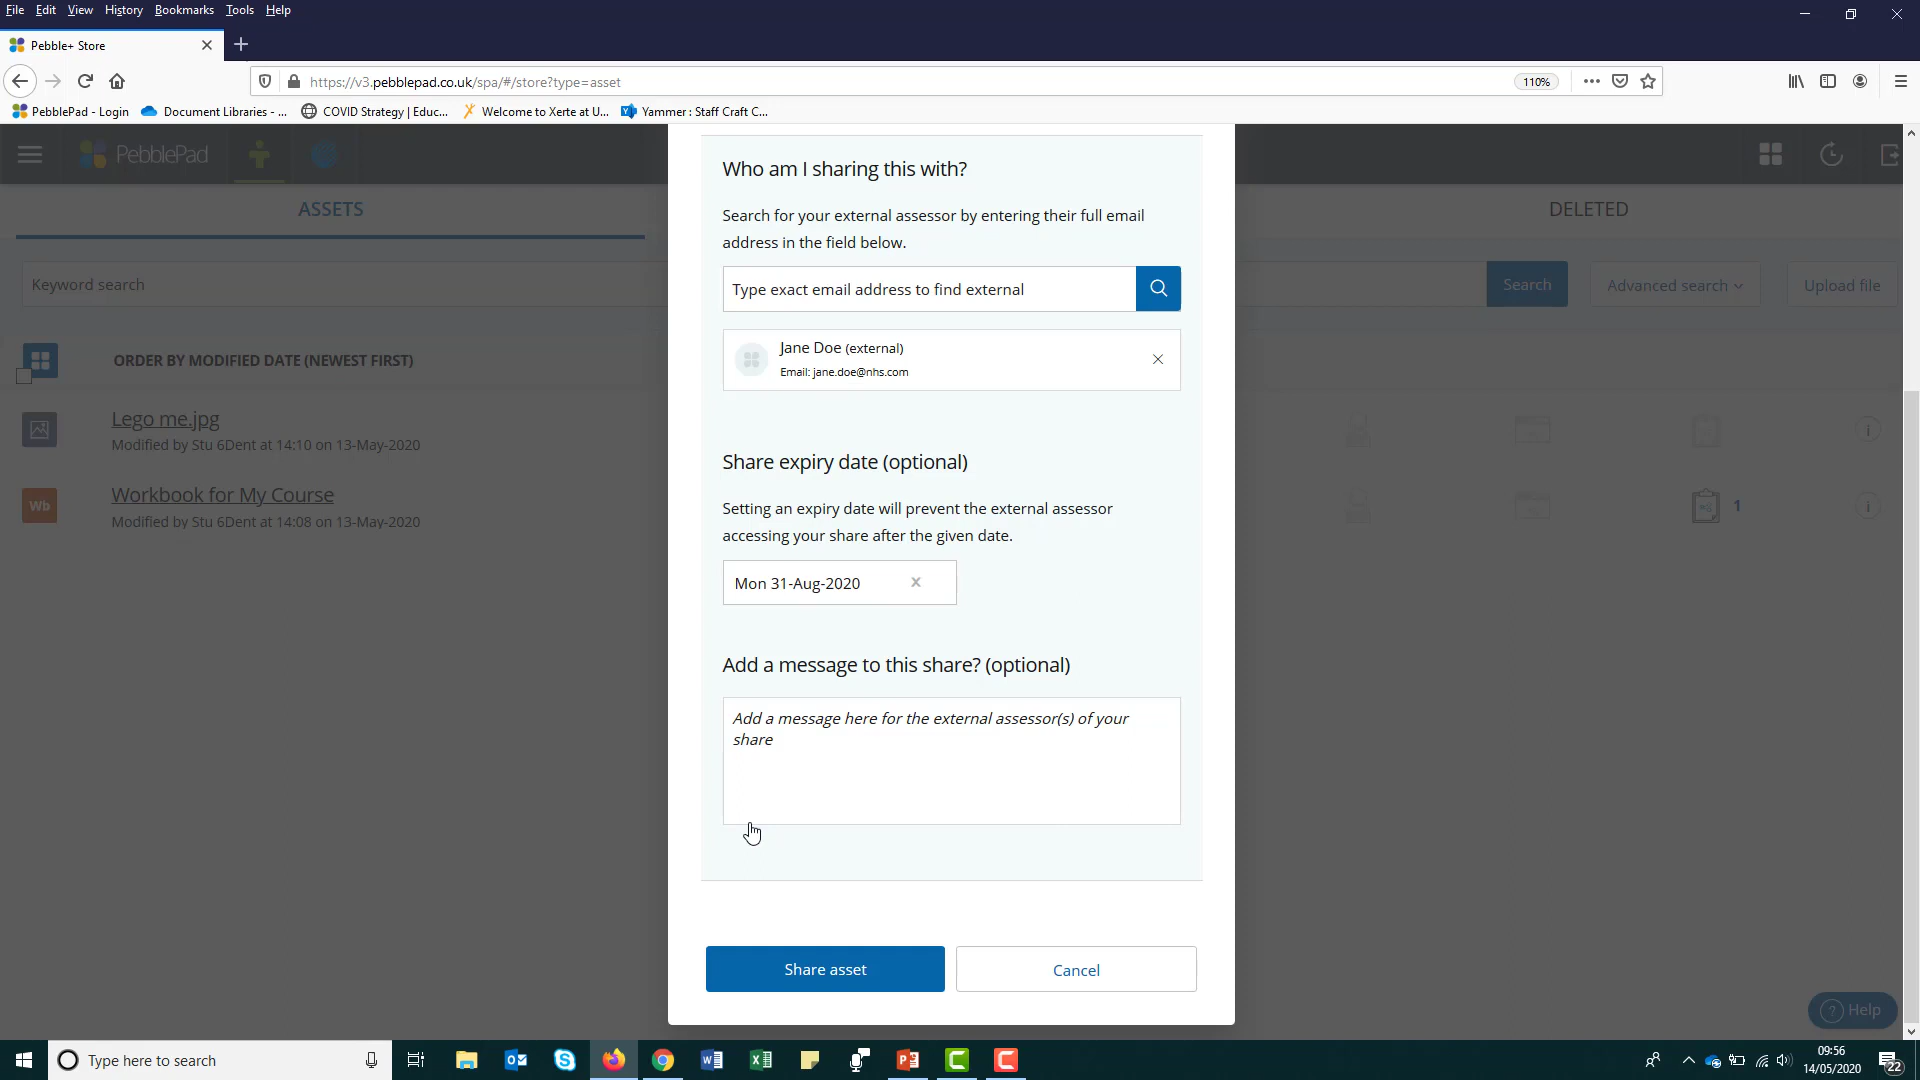 File Edit View History Bookmarks Tools Help
Pebble+ Store
https://v3.pebblepad.co.uk/spa/#/store?type=asset
110%
PebblePad - Login Document Libraries - ... COVID Strategy | Educ... Welcome to Xerte at U... Yammer : Staff Craft C...
PebblePad
ASSETS
DELETED
Keyword search
Search
Advanced search
Upload file
ORDER BY MODIFIED DATE (NEWEST FIRST)
Lego me.jpg
Modified by Stu 6Dent at 14:10 on 13-May-2020
Wb
Workbook for My Course
Modified by Stu 6Dent at 14:08 on 13-May-2020
1
Who am I sharing this with?
Search for your external assessor by entering their full email
address in the field below.
Type exact email address to find external
Jane Doe (external)
Email: jane.doe@nhs.com
Share expiry date (optional)
Setting an expiry date will prevent the external assessor
accessing your share after the given date.
Mon 31-Aug-2020
Add a message to this share? (optional)
Add a message here for the external assessor(s) of your
share
Share asset
Cancel
? Help
Type here to search
09:56
14/05/2020
22